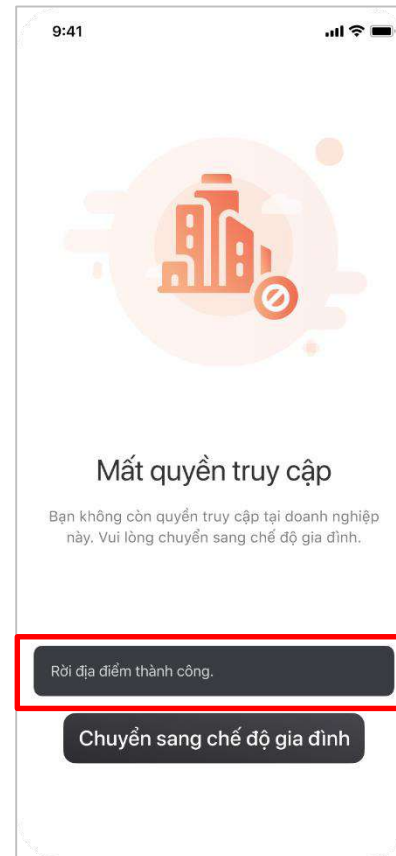 9:41
Mất quyền truy cập
Bạn không còn quyền truy cập tại doanh nghiệp
này. Vui lòng chuyển sang chế độ gia đình.
Rời địa điểm thành công.
Chuyển sang chế độ gia đình